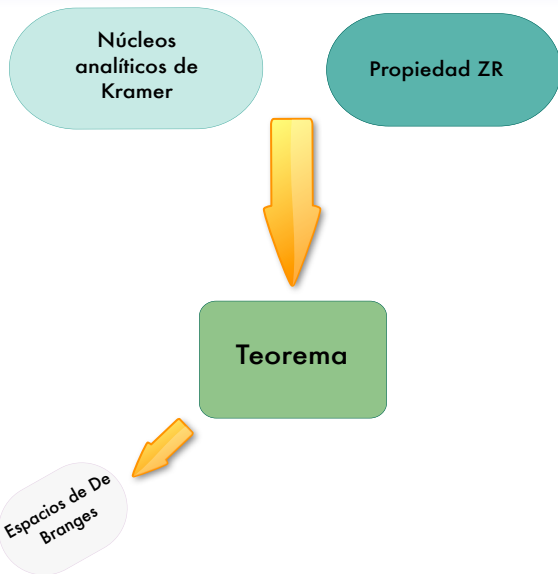 Núcleos
analíticos de
Kramer
Propiedad ZR
Teorema
Espacios de De
Branges